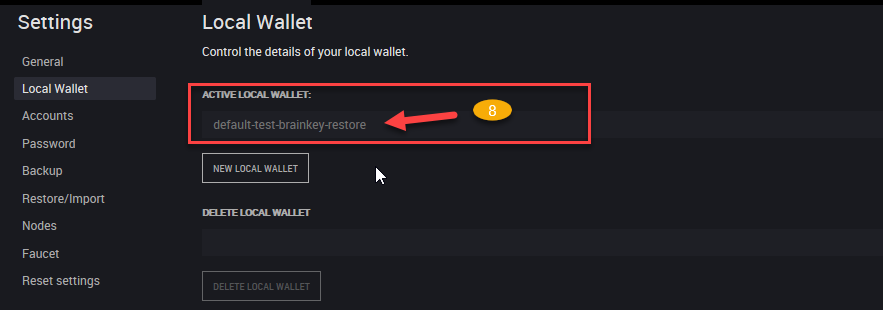 Settings
General
Local Wallet
Accounts
Password
Backup
Restore/Import
Nodes
Faucet
Reset settings
Local Wallet
Control the details of your local wallet.
ACTIVE LOCAL WALLET:
default-test-brainkey-restore
8
NEW LOCAL WALLET
DELETE LOCAL WALLET
DELETE LOCAL WALLET